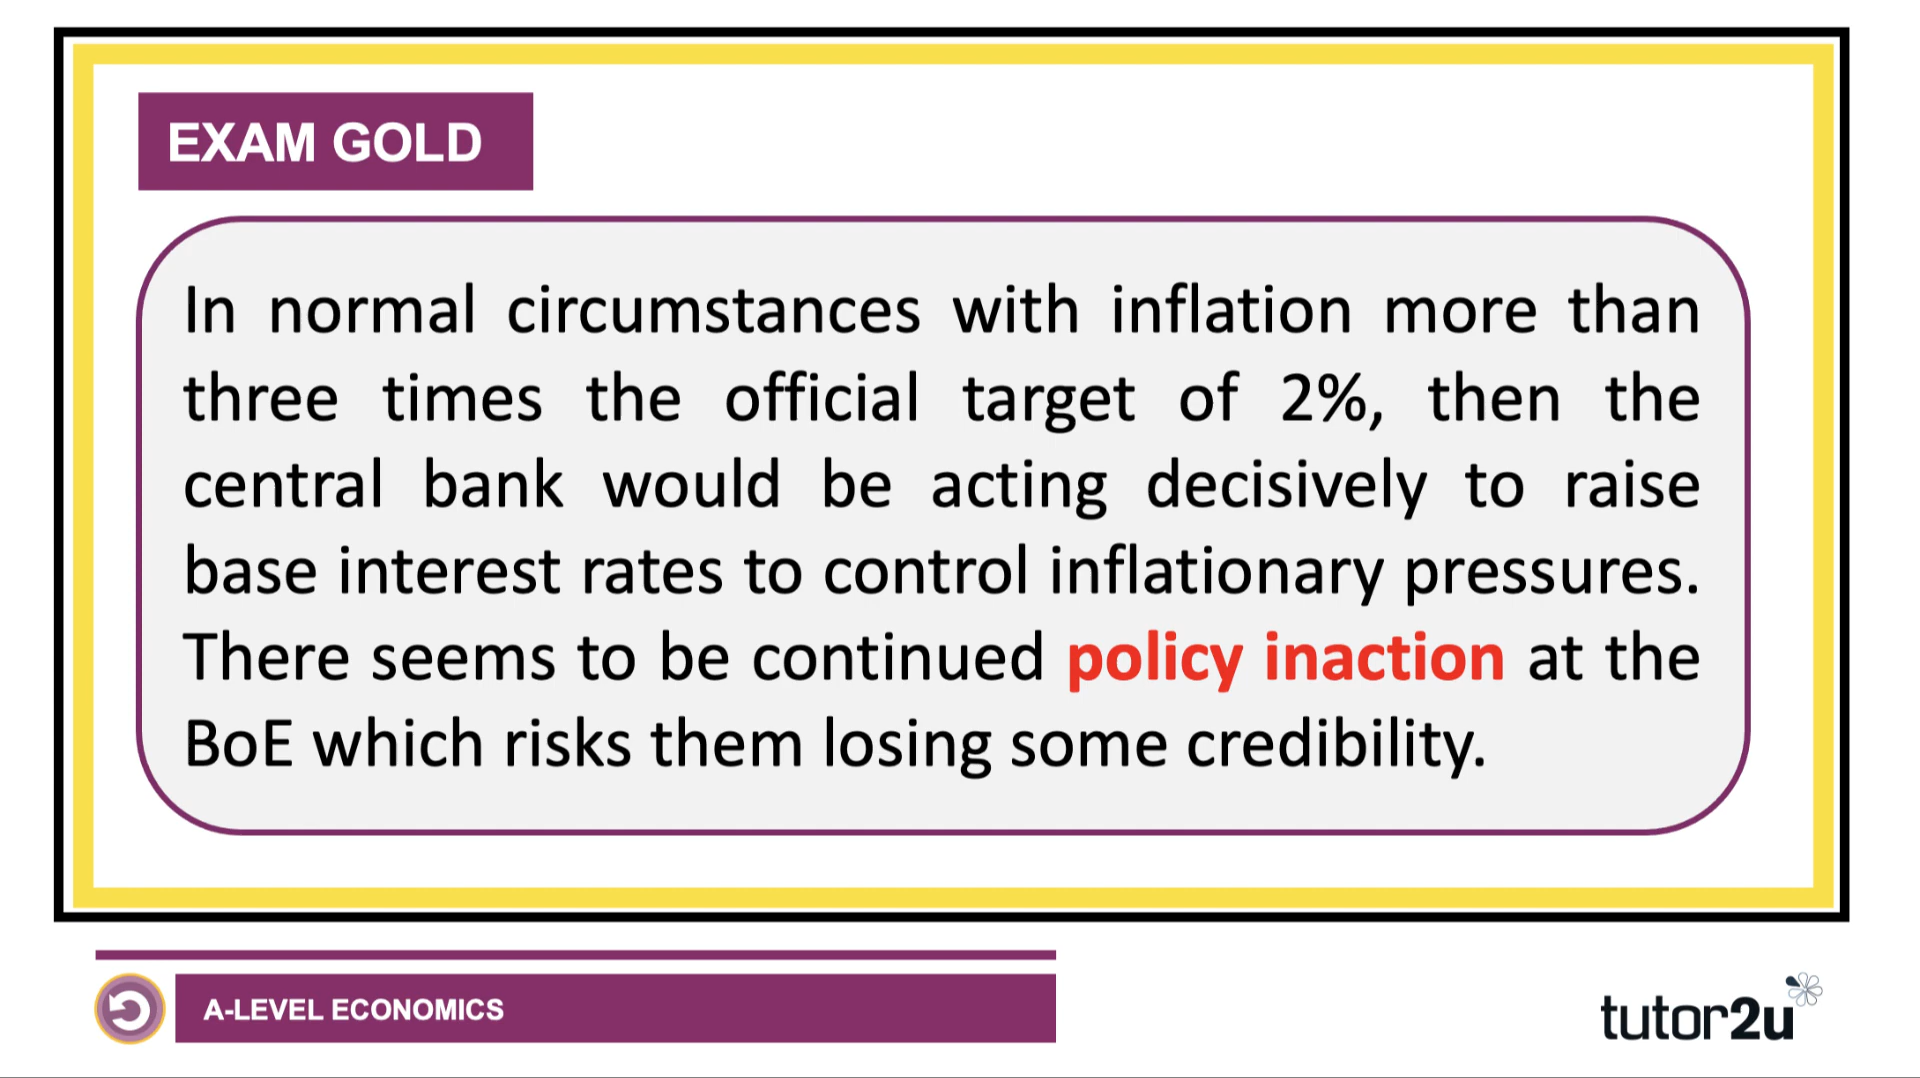 EXAM GOLD
In normal circumstances with inflation more than
three times the official target of 2%, then the
central bank would be acting decisively to raise
base interest rates to control inflationary pressures.
There seems to be continued policy inaction at the
BoE which risks them losing some credibility.
A-LEVEL ECONOMICS
tutor2u